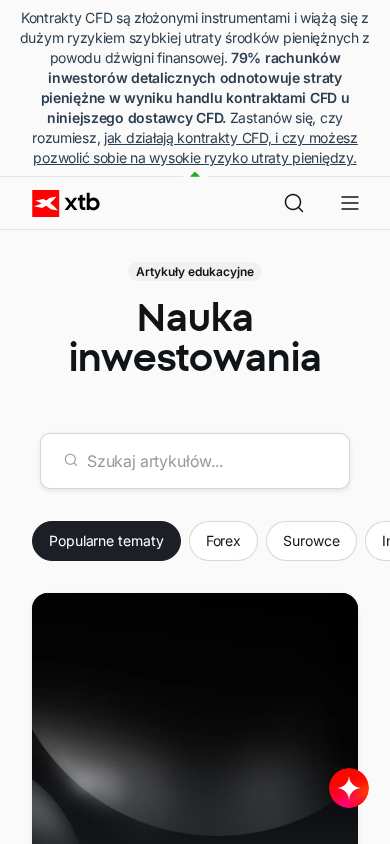 Kontrakty CFD są złożonymi instrumentami i wiążą się z
dużym ryzykiem szybkiej utraty środków pieniężnych z
powodu dźwigni finansowej. 79% rachunków
inwestorów detalicznych odnotowuje straty
pieniężne w wyniku handlu kontraktami CFD u
niniejszego dostawcy CFD. Zastanów się, czy
rozumiesz, jak działają kontrakty CFD, i czy możesz
pozwolić sobie na wysokie ryzyko utraty pieniędzy.
xtb
Artykuły edukacyjne
Nauka
inwestowania
Szukaj artykułów...
Popularne tematy Forex Surowce